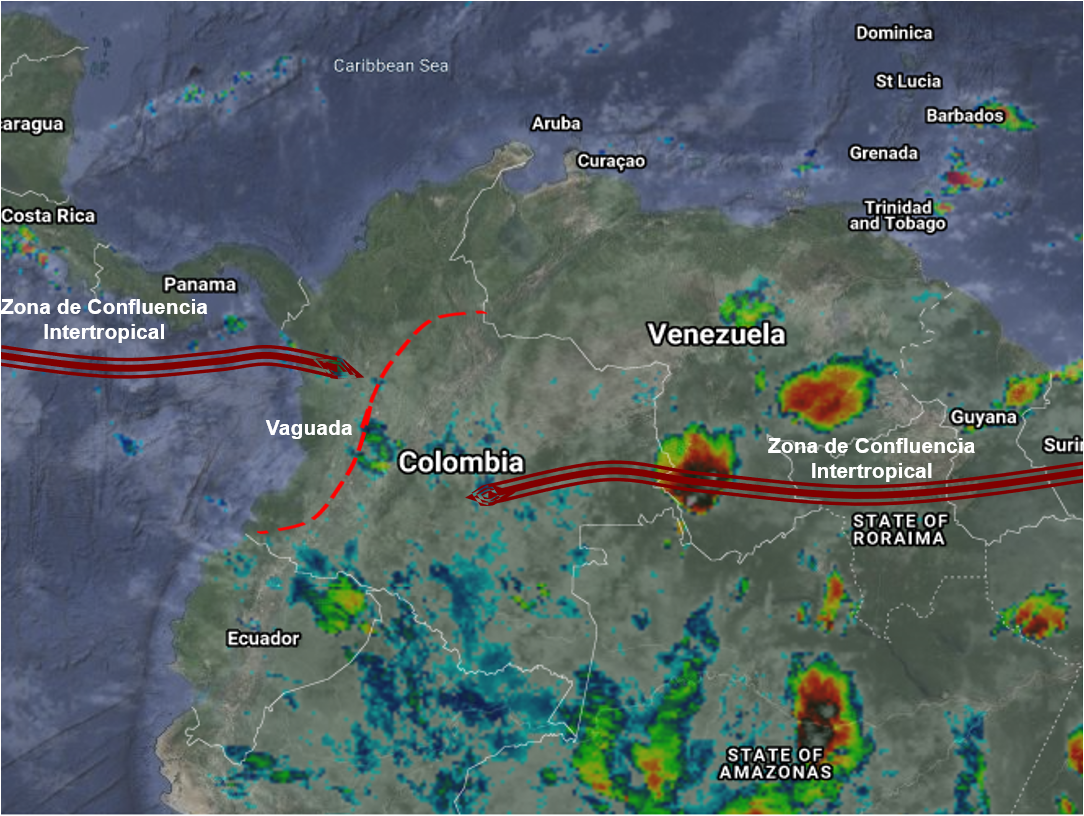 Dominica
Caribbean Sea
St Lucia
Barbados
caragua
Aruba
Grenada
Curaçao
Costa Rica
Trinidad
and Tobago
Panama
Zona de Confluencia
Intertropical
Venezuela
Guyana
Vaguada
Zona de Confluencia
Intertropical
Surin
Colombia
STATE OF
RORAIMA
Ecuador
STATE OF
AMAZONAS